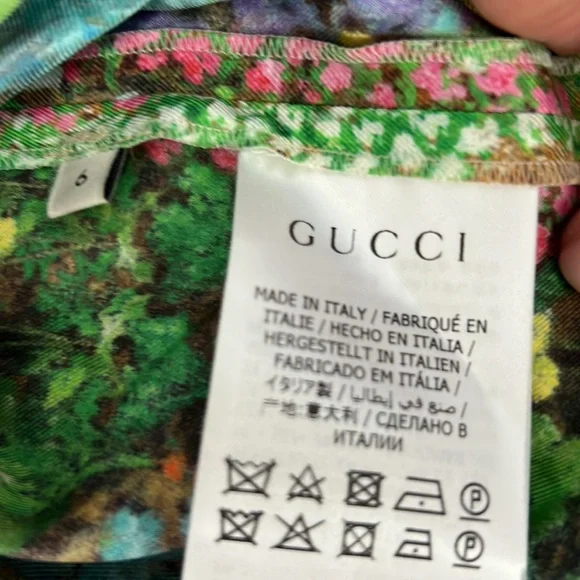 6
GUCCI
MADE IN ITALY / FABRIQUÉ EN
ITALIE / HECHO EN ITALIA /
HERGESTELLT IN ITALIEN /
FABRICADO EM ITÁLIA /
イタリア製 / صنع في إيطاليا /
产地:意大利 / СДЕЛАНО В
ИТАЛИИ
P
P